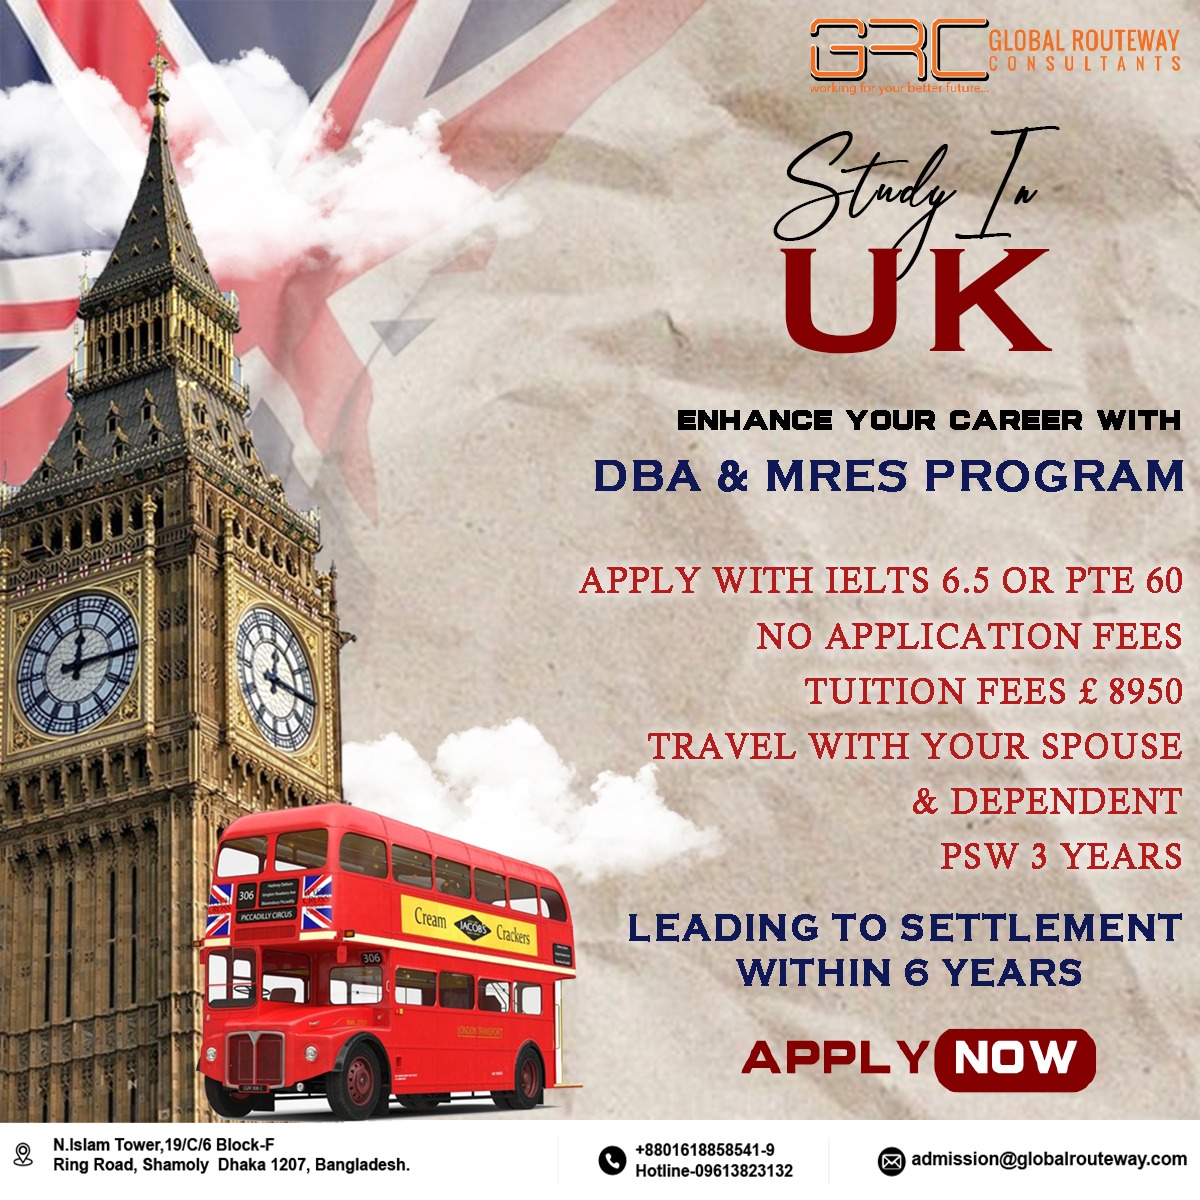 GRC GLOBAL ROUTEWAY
CONSULTANTS
working for your better future...
Study In
UK
ENHANCE YOUR CAREER WITH
DBA & MRES PROGRAM
APPLY WITH IELTS 6.5 OR PTE 60
NO APPLICATION FEES
TUITION FEES £ 8950
TRAVEL WITH YOUR SPOUSE
& DEPENDENT
PSW 3 YEARS
LEADING TO SETTLEMENT
WITHIN 6 YEARS
APPLY NOW
306
PICCADILLY CIRCUS
Cream JACOB'S Crackers
306
LONDON TRANSPORT
N.Islam Tower,19/C/6 Block-F
Ring Road, Shamoly Dhaka 1207, Bangladesh.
+8801618858541-9
Hotline-09613823132
admission@globalrouteway.com